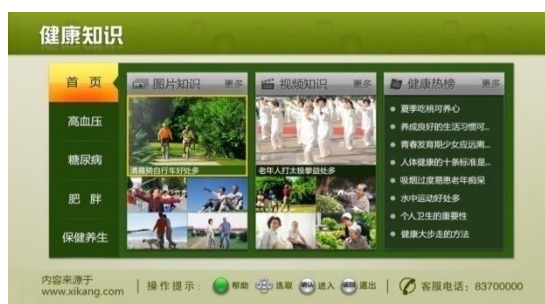 健康知识
首 页
高血压
糖尿病
肥 胖
保健养生
图片知识 更多
清晨骑自行车好处多
视频知识 更多
老年人打太极拳益处多
健康热榜 更多
夏季吃桃可养心
养成良好的生活习惯可...
青春发育期少女应远离...
人体健康的十条标准是...
吸烟过度易患老年痴呆
水中运动好处多
个人卫生的重要性
健康大步走的方法
内容来源于
www.xikang.com
操作提示: 帮助 选取 确认 进入 返回 退出
客服电话:83700000